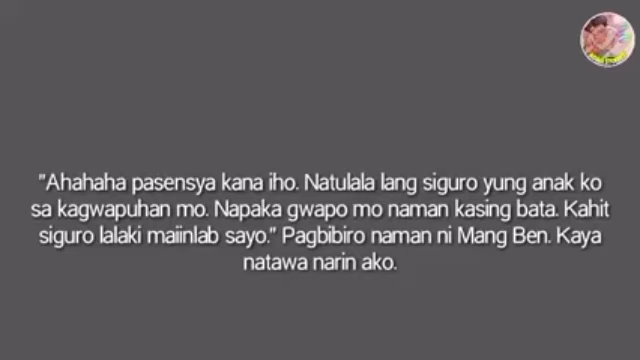 "Ahahaha pasensya kana iho. Natulala lang siguro yung anak ko
sa kagwapuhan mo. Napaka gwapo mo naman kasing bata. Kahit
siguro lalaki maiinlab sayo." Pagbibiro naman ni Mang Ben. Kaya
natawa narin ako.